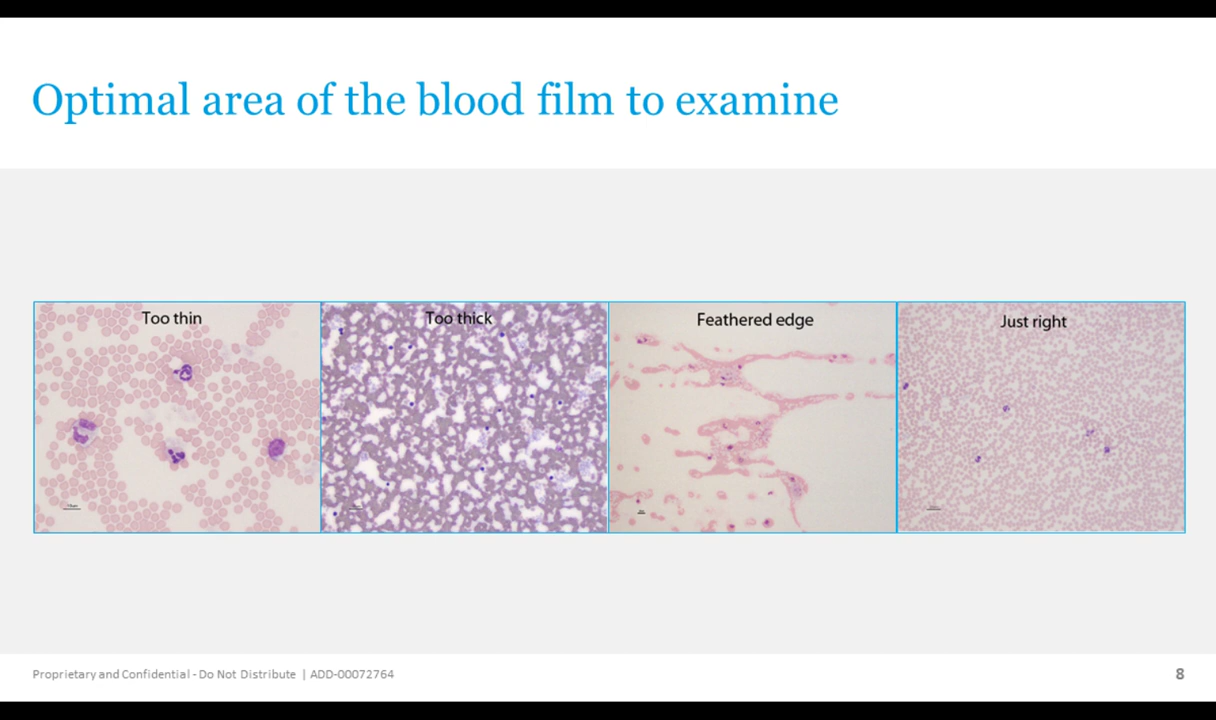 Optimal area of the blood film to examine
Too thin
Too thick
Feathered edge
Just right
Proprietary and Confidential - Do Not Distribute | ADD-00072764
8